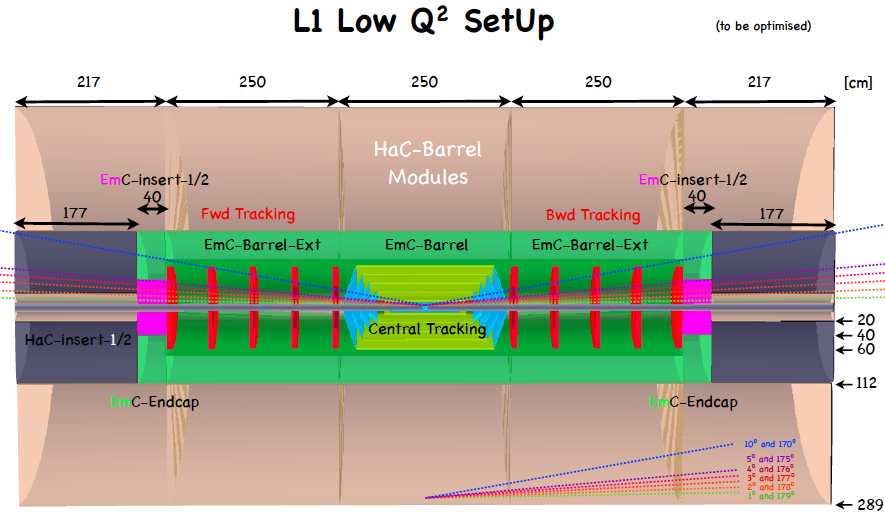 L1 Low Q² SetUp
(to be optimised)
217 250 250 250 217 [cm]
HaC-Barrel
Modules
EmC-insert-1/2
EmC-insert-1/2
40
40
177
177
Fwd Tracking
Bwd Tracking
EmC-Barrel-Ext
EmC-Barrel
EmC-Barrel-Ext
Central Tracking
HaC-insert-1/2
20
40
60
112
EmC-Endcap
EmC-Endcap
10° and 170°
5° and 175°
4° and 176°
3° and 177°
2° and 178°
1° and 179°
289